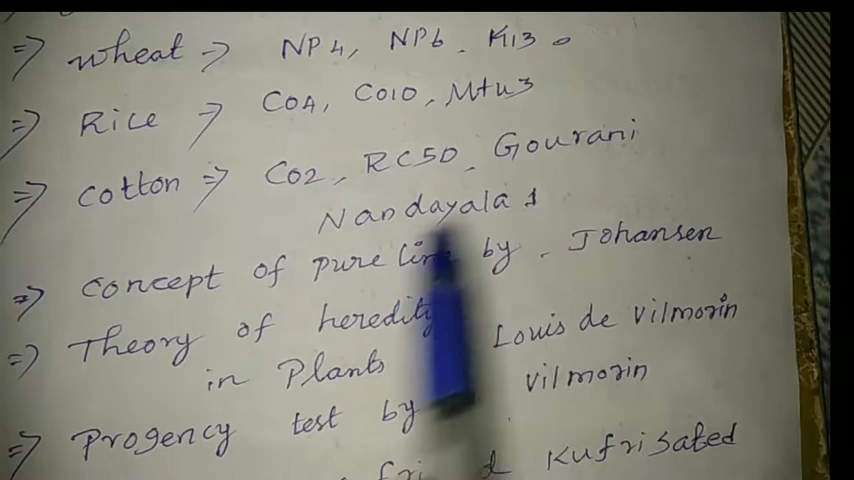 => Wheat -> NP4, NP6. K13.
=> Rice -> CO4, CO10, Mtu3
=> Cotton => CO2, RC5D, Gourani
Nandayala 1
=> Concept of pure line by. Johansen
=> Theory of heredity Louis de Vilmorin
in Plants
=> Progency test by Vilmorin
Kufrisafed